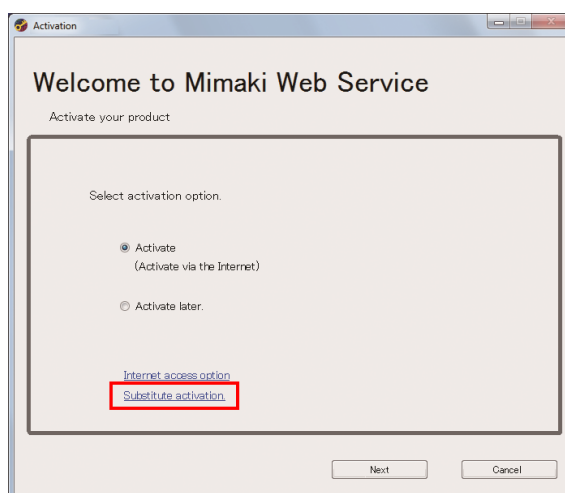 Activation
Welcome to Mimaki Web Service
Activate your product
Select activation option.
Activate
(Activate via the Internet)
Activate later.
Internet access option
Substitute activation.
Next
Cancel